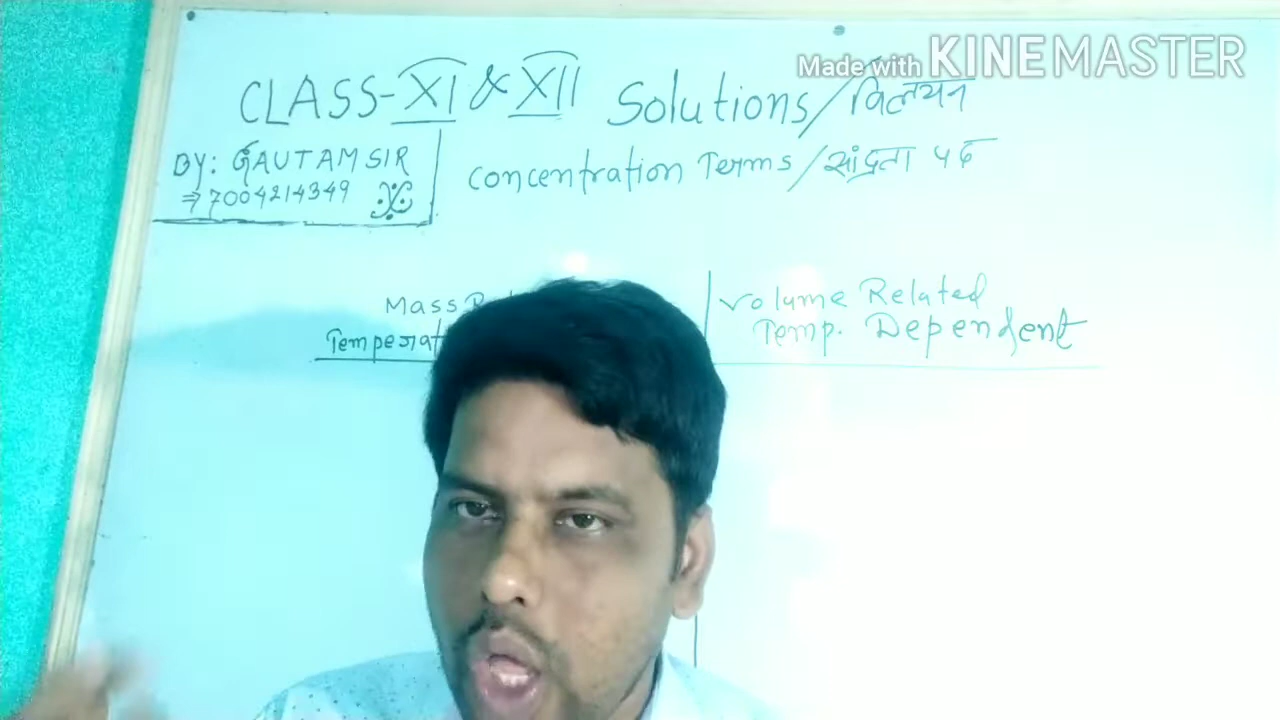 Made with KINEMASTER
CLASS-XI & XII Solutions/विलयन
BY: GAUTAM SIR
⇒7004214349
Concentration Terms/सांद्रता पद
Mass
Volume Related
Temp. Dependent